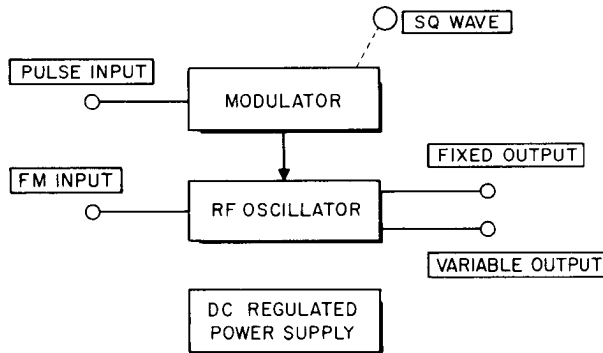 SQ WAVE
PULSE INPUT
MODULATOR
FIXED OUTPUT
FM INPUT
RF OSCILLATOR
VARIABLE OUTPUT
DC REGULATED
POWER SUPPLY